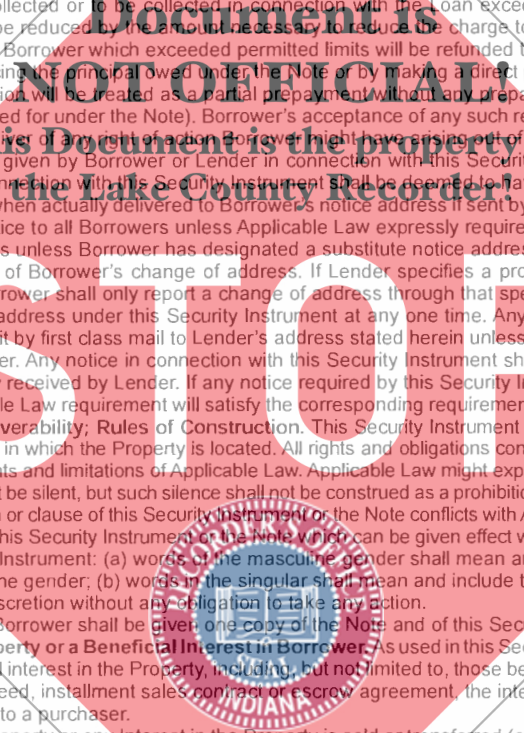 Document is
NOT OFFICIAL!
is Document is the property
the Lake County Recorder!
STOP
collected or to be collected in connection with the Loan exce
be reduced by the amount necessary to reduce the charge to
Borrower which exceeded permitted limits will be refunded
ing the principal owed under the Note or by making a direct
ion will be treated as a partial prepayment without any prepa
ed for under the Note). Borrower's acceptance of any such re
iver of any right of action Borrower might have arising out of
given by Borrower or Lender in connection with this Securi
nnection with this Security Instrument shall be deemed to hav
when actually delivered to Borrower's notice address if sent by
ice to all Borrowers unless Applicable Law expressly require
s unless Borrower has designated a substitute notice addres
of Borrower's change of address. If Lender specifies a pro
rrower shall only report a change of address through that spe
address under this Security Instrument at any one time. Any
it by first class mail to Lender's address stated herein unless
er. Any notice in connection with this Security Instrument sh
received by Lender. If any notice required by this Security I
le Law requirement will satisfy the corresponding requiremen
verability; Rules of Construction. This Security Instrument
in which the Property is located. All rights and obligations con
ts and limitations of Applicable Law. Applicable Law might exp
t be silent, but such silence shall not be construed as a prohibitio
n or clause of this Security Instrument or the Note conflicts with A
his Security Instrument or the Note which can be given effect w
Instrument: (a) words of the masculine gender shall mean a
ne gender; (b) words in the singular shall mean and include t
scretion without any obligation to take any action.
Borrower shall be given one copy of the Note and of this Sec
perty or a Beneficial Interest in Borrower. As used in this Sec
l interest in the Property, including, but not limited to, those be
eed, installment sales contract or escrow agreement, the inte
to a purchaser.
RECORDER'S OFFICE
INDIANA